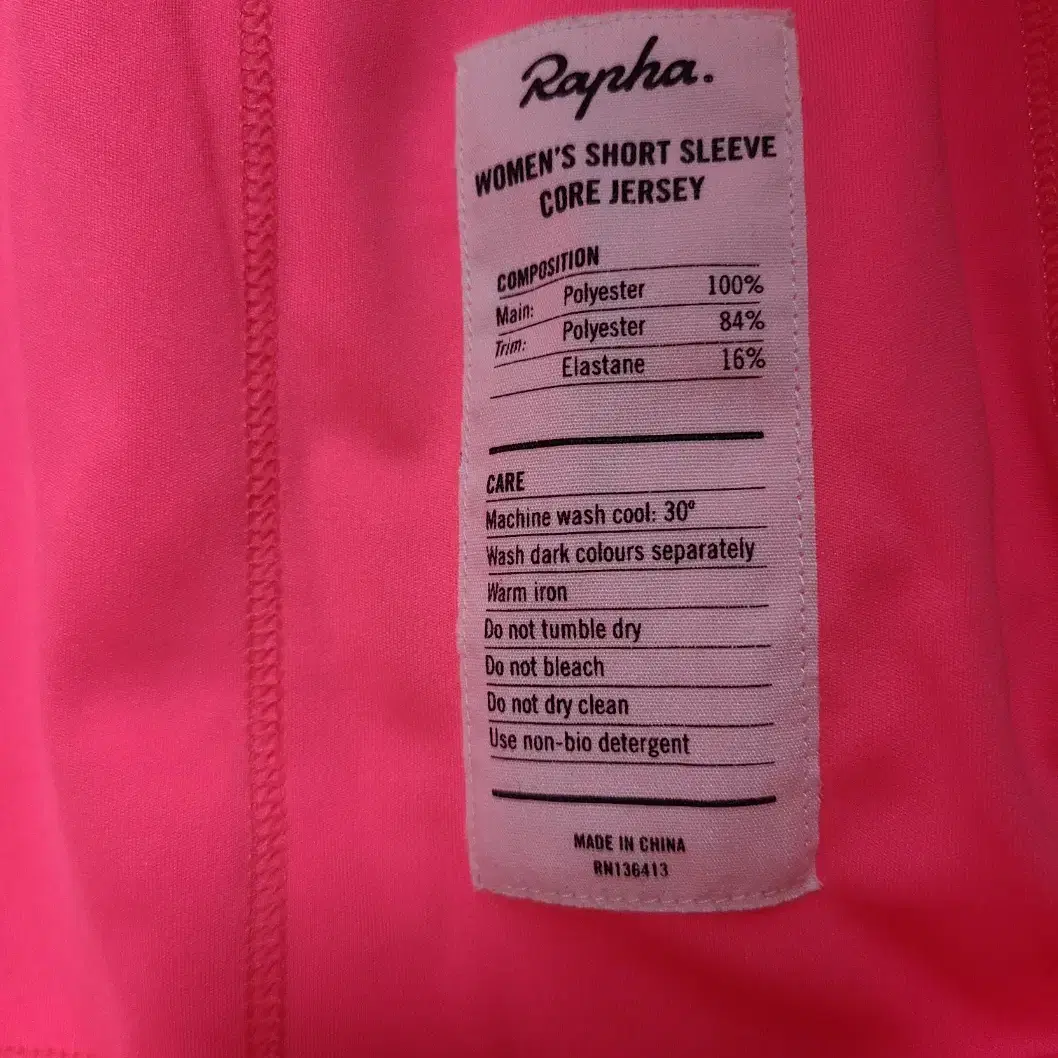 Rapha.
WOMEN'S SHORT SLEEVE
CORE JERSEY
COMPOSITION
Main: Polyester 100%
Trim: Polyester 84%
Elastane 16%
CARE
Machine wash cool: 30°
Wash dark colours separately
Warm iron
Do not tumble dry
Do not bleach
Do not dry clean
Use non-bio detergent
MADE IN CHINA
RN136413